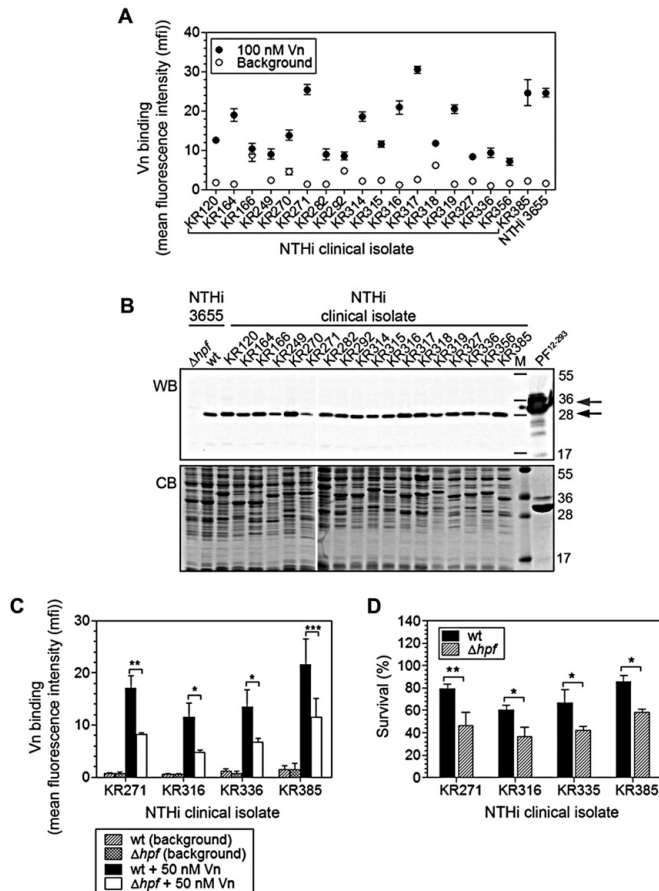 A
100 nM Vn
Background
Vn binding
(mean fluorescence intensity (mfi))
40
30
20
10
0
KR120
KR164
KR166
KR249
KR270
KR271
KR282
KR292
KR314
KR315
KR316
KR317
KR318
KR319
KR327
KR336
KR356
KR385
NTHi 3655
NTHi clinical isolate
B
NTHi
3655
NTHi
clinical isolate
Δhpf
wt
KR120
KR164
KR166
KR249
KR270
KR271
KR282
KR292
KR314
KR315
KR316
KR317
KR318
KR319
KR327
KR336
KR356
KR385
M
PF12-293
WB
55
36
28
17
CB
55
36
28
17
C
Vn binding
(mean fluorescence intensity (mfi))
30
20
10
0
**
*
*
***
KR271
KR316
KR336
KR385
NTHi clinical isolate
wt (background)
Δhpf (background)
wt + 50 nM Vn
Δhpf + 50 nM Vn
D
wt
Δhpf
Survival (%)
140
120
100
80
60
40
20
0
**
*
*
*
KR271
KR316
KR335
KR385
NTHi clinical isolate